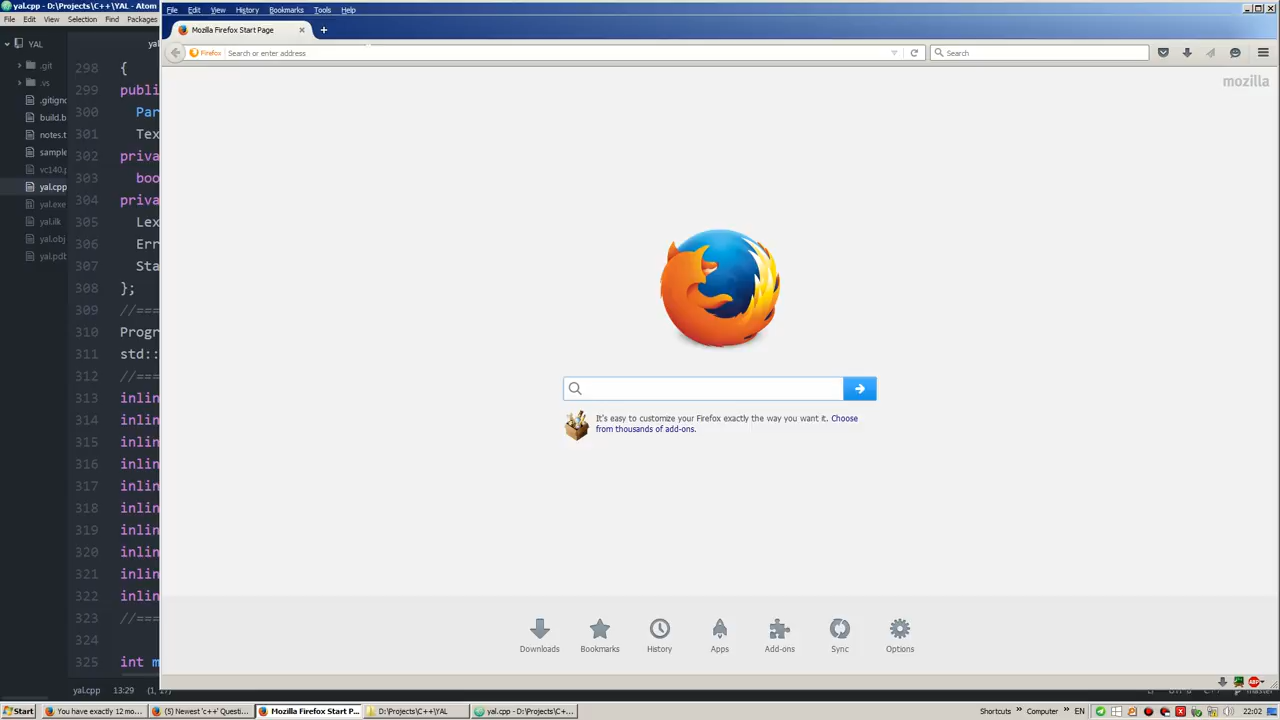 yal.cpp - D:\Projects\C++\YAL - Atom
File Edit View Selection Find Packages
YAL
.git
.vs
.gitign
build.b
notes.t
sample
vc140.p
yal.cpp
yal.exe
yal.ilk
yal.obj
yal.pdb
298 {
299 publi
300 Par
301 Tex
302 priva
303 boo
304 priva
305 Lex
306 Err
307 Sta
308 };
309 //===
310 Progr
311 std::
312 //===
313 inlin
314 inlin
315 inlin
316 inlin
317 inlin
318 inlin
319 inlin
320 inlin
321 inlin
322 inlin
323 //===
324
325 int m
yal.cpp 13:29 (1, 17)
File Edit View History Bookmarks Tools Help
Mozilla Firefox Start Page
Firefox Search or enter address
Search
mozilla
It's easy to customize your Firefox exactly the way you want it. Choose
from thousands of add-ons.
Downloads Bookmarks History Apps Add-ons Sync Options
ABP
Start You have exactly 12 mo... (5) Newest 'c++' Questi... Mozilla Firefox Start P... D:\Projects\C++\YAL yal.cpp - D:\Projects\C... Shortcuts » Computer » EN 22:02